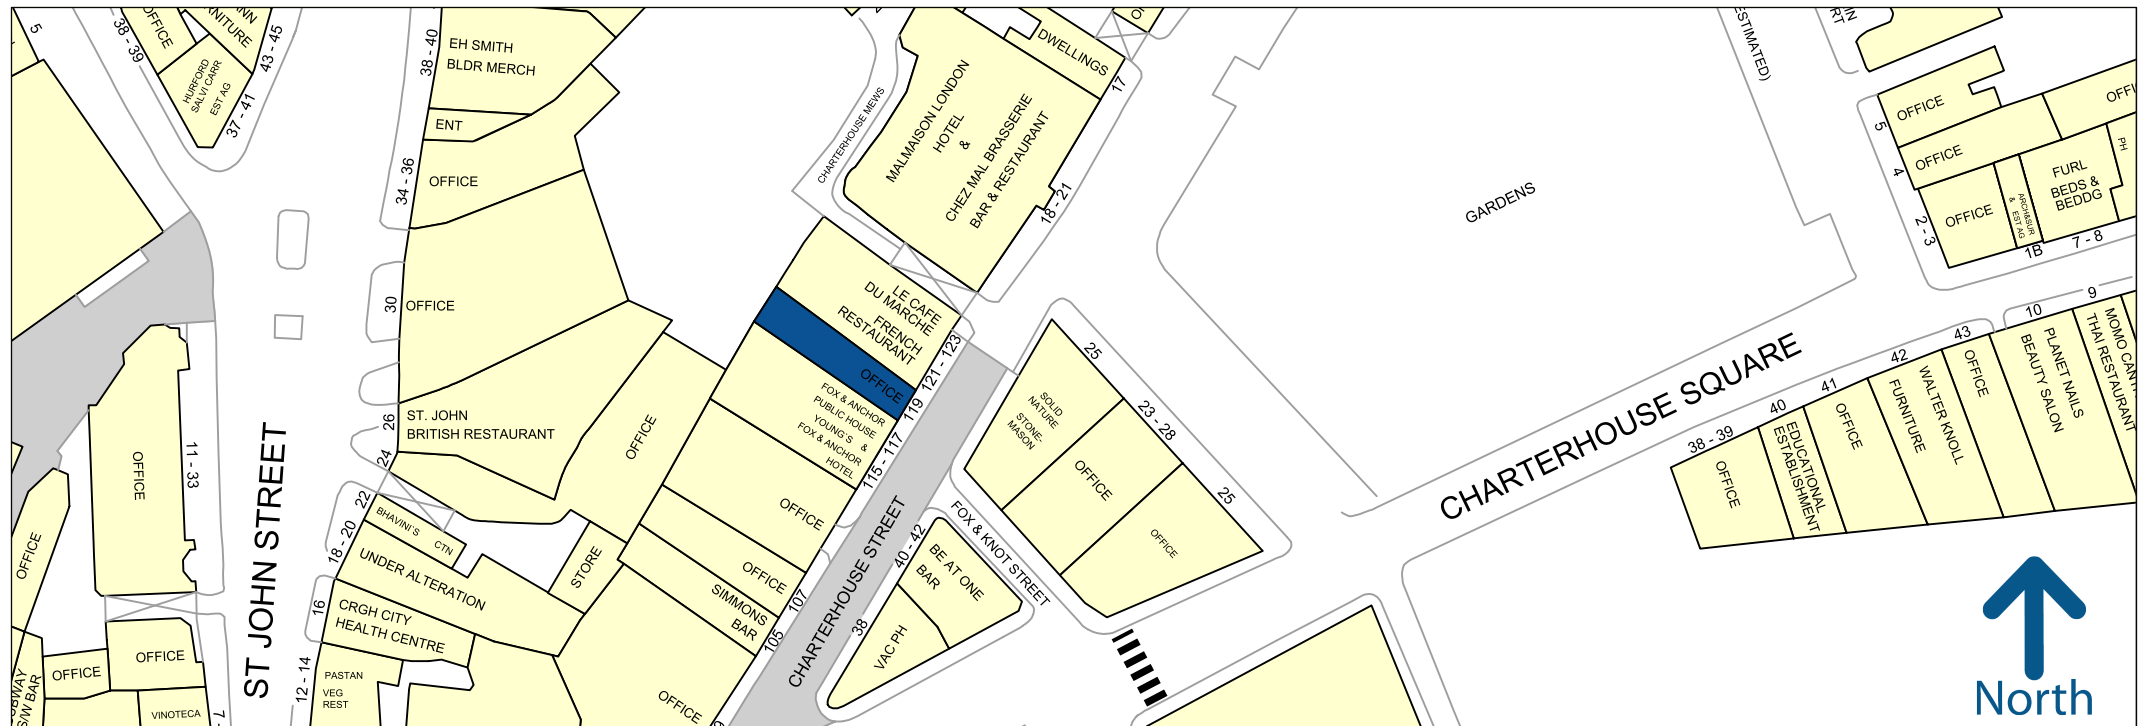 5
38 - 39
OFFICE
HURFORD
SALVI CARR
EST AG
37 - 41
43 - 45
38 - 40
EH SMITH
BLDR MERCH
ENT
34 - 36
OFFICE
30
OFFICE
26
ST. JOHN
BRITISH RESTAURANT
24
22
BHAVINI'S CTN
18 - 20
UNDER ALTERATION
16
CRGH CITY
HEALTH CENTRE
12 - 14
PASTAN
VEG
REST
STORE
OFFICE
ST JOHN STREET
11 - 33
OFFICE
OFFICE
OFFICE
OFFICE
VINOTECA
S/W BAR
CHARTERHOUSE MEWS
MALMAISON LONDON
HOTEL
&
CHEZ MAL BRASSERIE
BAR & RESTAURANT
DWELLINGS
17
18 - 21
LE CAFE
DU MARCHE
FRENCH
RESTAURANT
121 - 123
OFFICE
119
FOX & ANCHOR
PUBLIC HOUSE
YOUNG'S &
FOX & ANCHOR
HOTEL
115 - 117
OFFICE
OFFICE
107
SIMMONS
BAR
105
OFFICE
CHARTERHOUSE STREET
40 - 42
BE AT ONE
BAR
38
VAC PH
FOX & KNOT STREET
SOLID
NATURE
STONE-
MASON
25
OFFICE
23 - 28
OFFICE
25
GARDENS
CHARTERHOUSE SQUARE
ESTIMATED)
5
OFFICE
4
OFFICE
2 - 3
OFFICE
ARCH&SUR
& EST AG
1B
FURL
BEDS &
BEDDG
7 - 8
PH
9
10
43
42
41
40
38 - 39
OFFICE
EDUCATIONAL
ESTABLISHMENT
OFFICE
FURNITURE
WALTER KNOLL
OFFICE
PLANET NAILS
BEAUTY SALON
MOMO
THAI RESTAURANT
North